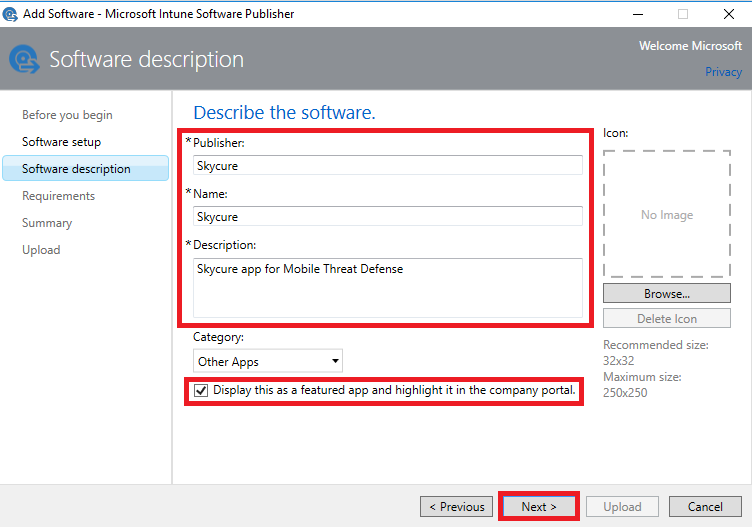 Add Software - Microsoft Intune Software Publisher
Software description
Welcome Microsoft
Privacy
Before you begin
Software setup
Software description
Requirements
Summary
Upload
Describe the software.
*Publisher:
Skycure
*Name:
Skycure
*Description:
Skycure app for Mobile Threat Defense
Category:
Other Apps
Display this as a featured app and highlight it in the company portal.
Icon:
No Image
Browse...
Delete Icon
Recommended size:
32x32
Maximum size:
250x250
< Previous
Next >
Upload
Cancel